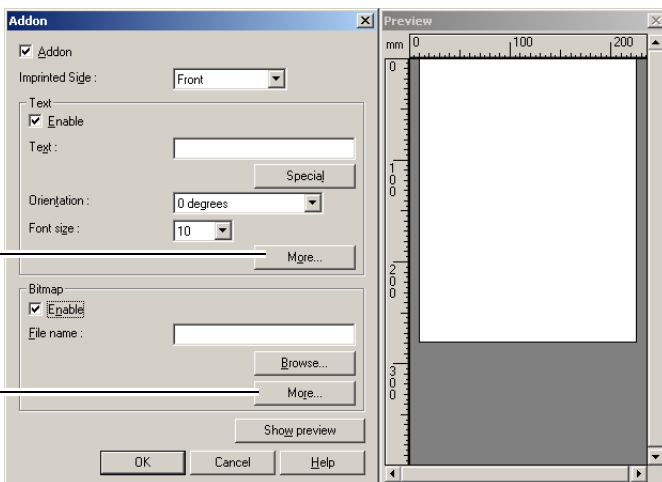 Addon
Addon
Imprinted Side :
Front
Text
Enable
Text :
Special
Orientation :
0 degrees
Font size :
10
More...
Bitmap
Enable
File name :
Browse...
More...
Show preview
OK Cancel Help
Preview
mm 0 100 200
0
100
200
300